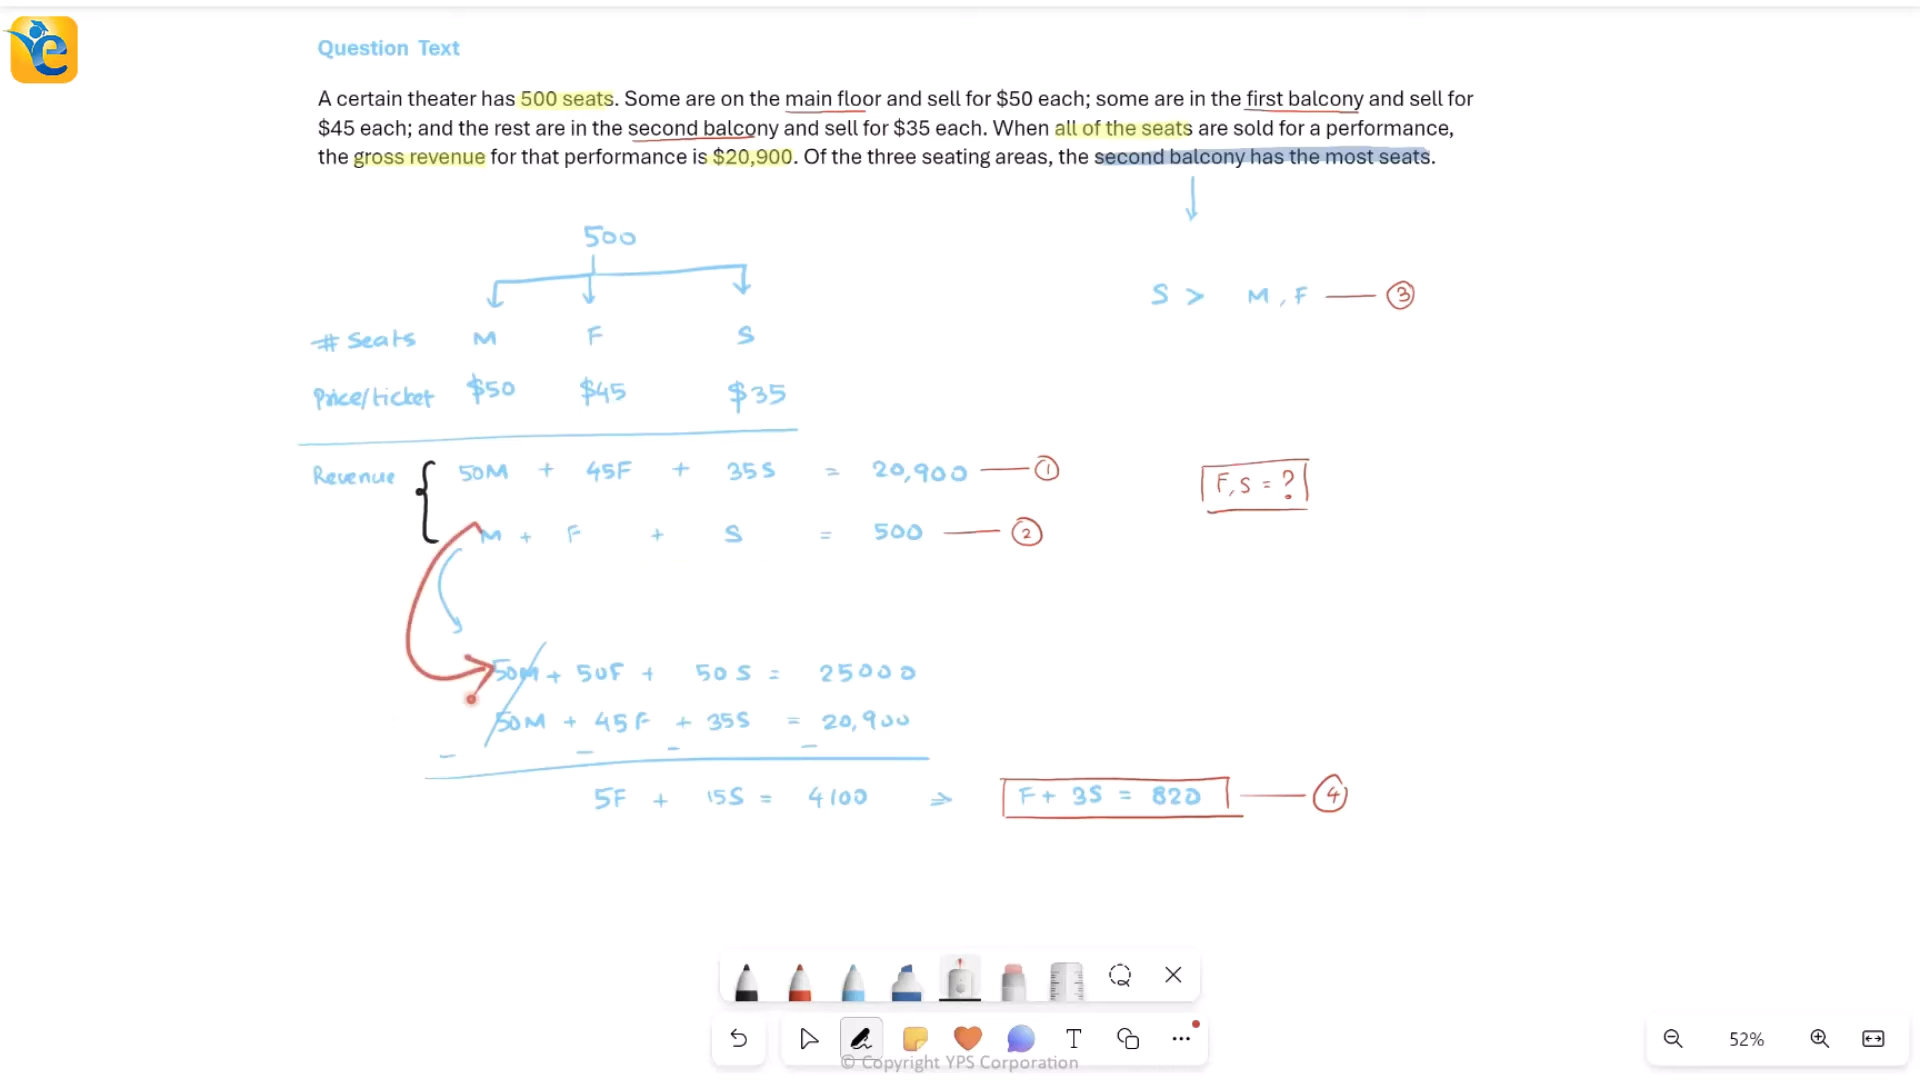 Question Text
A certain theater has 500 seats. Some are on the main floor and sell for $50 each; some are in the first balcony and sell for
$45 each; and the rest are in the second balcony and sell for $35 each. When all of the seats are sold for a performance,
the gross revenue for that performance is $20,900. Of the three seating areas, the second balcony has the most seats.
500
S > M, F — 3
# Seats M F S
Price/ticket $50 $45 $35
Revenue { 50M + 45F + 35S = 20,900 — 1
F, S = ?
M + F + S = 500 — 2
50M + 50F + 50S = 25000
50M + 45F + 35S = 20,900
- - - -
5F + 15S = 4100 ⇒ F + 3S = 820 — 4
T
52%
© Copyright YPS Corporation